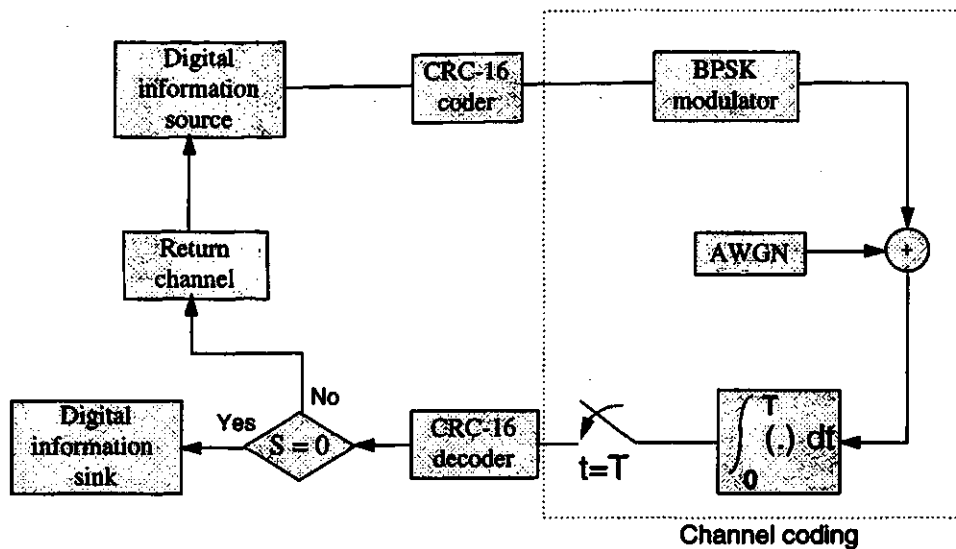 Digital
information
source
CRC-16
coder
BPSK
modulator
Return
channel
AWGN
+
No
Yes
Digital
information
sink
S = 0
CRC-16
decoder
t=T
T
∫ (.) dt
0
Channel coding